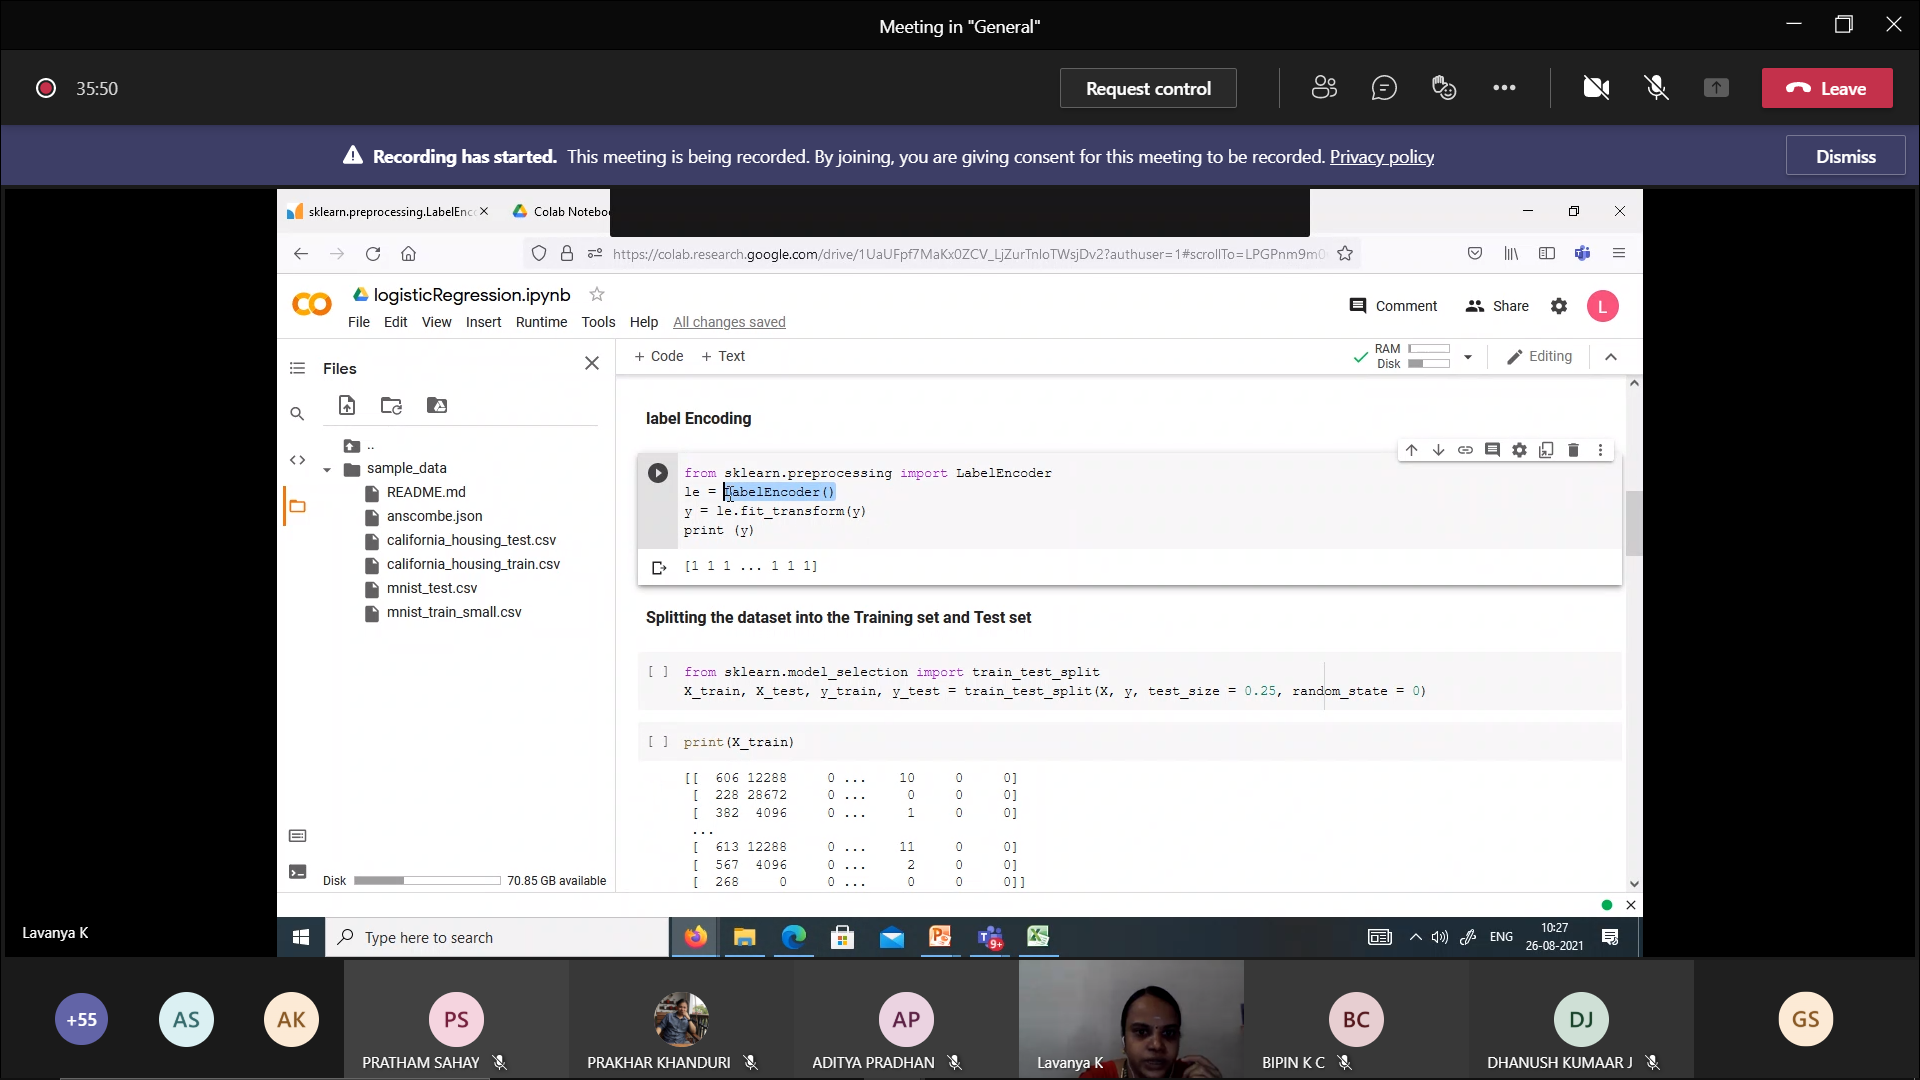 Meeting in "General"
35:50
Request control
Leave
Recording has started. This meeting is being recorded. By joining, you are giving consent for this meeting to be recorded. Privacy policy
Dismiss
sklearn.preprocessing.LabelEnc
Colab Notebo
https://colab.research.google.com/drive/1UaUFpf7MaKx0ZCV_LjZurTnIoTWsjDv2?authuser=1#scrollTo=LPGPnm9m0
logisticRegression.ipynb
Comment
Share
L
File Edit View Insert Runtime Tools Help All changes saved
Files
+ Code + Text
RAM
Disk
Editing
label Encoding
..
sample_data
README.md
anscombe.json
california_housing_test.csv
california_housing_train.csv
mnist_test.csv
mnist_train_small.csv
from sklearn.preprocessing import LabelEncoder
le = LabelEncoder()
y = le.fit_transform(y)
print (y)
[1 1 1 ... 1 1 1]
Splitting the dataset into the Training set and Test set
[ ] from sklearn.model_selection import train_test_split
X_train, X_test, y_train, y_test = train_test_split(X, y, test_size = 0.25, random_state = 0)
[ ] print(X_train)
[[ 606 12288 0 ... 10 0 0]
[ 228 28672 0 ... 0 0 0]
[ 382 4096 0 ... 1 0 0]
...
[ 613 12288 0 ... 11 0 0]
[ 567 4096 0 ... 2 0 0]
[ 268 0 0 ... 0 0 0]]
Disk 70.85 GB available
Lavanya K
Type here to search
9+
ENG
10:27
26-08-2021
+55
AS
AK
PS
PRATHAM SAHAY
PRAKHAR KHANDURI
AP
ADITYA PRADHAN
Lavanya K
BC
BIPIN K C
DJ
DHANUSH KUMAAR J
GS